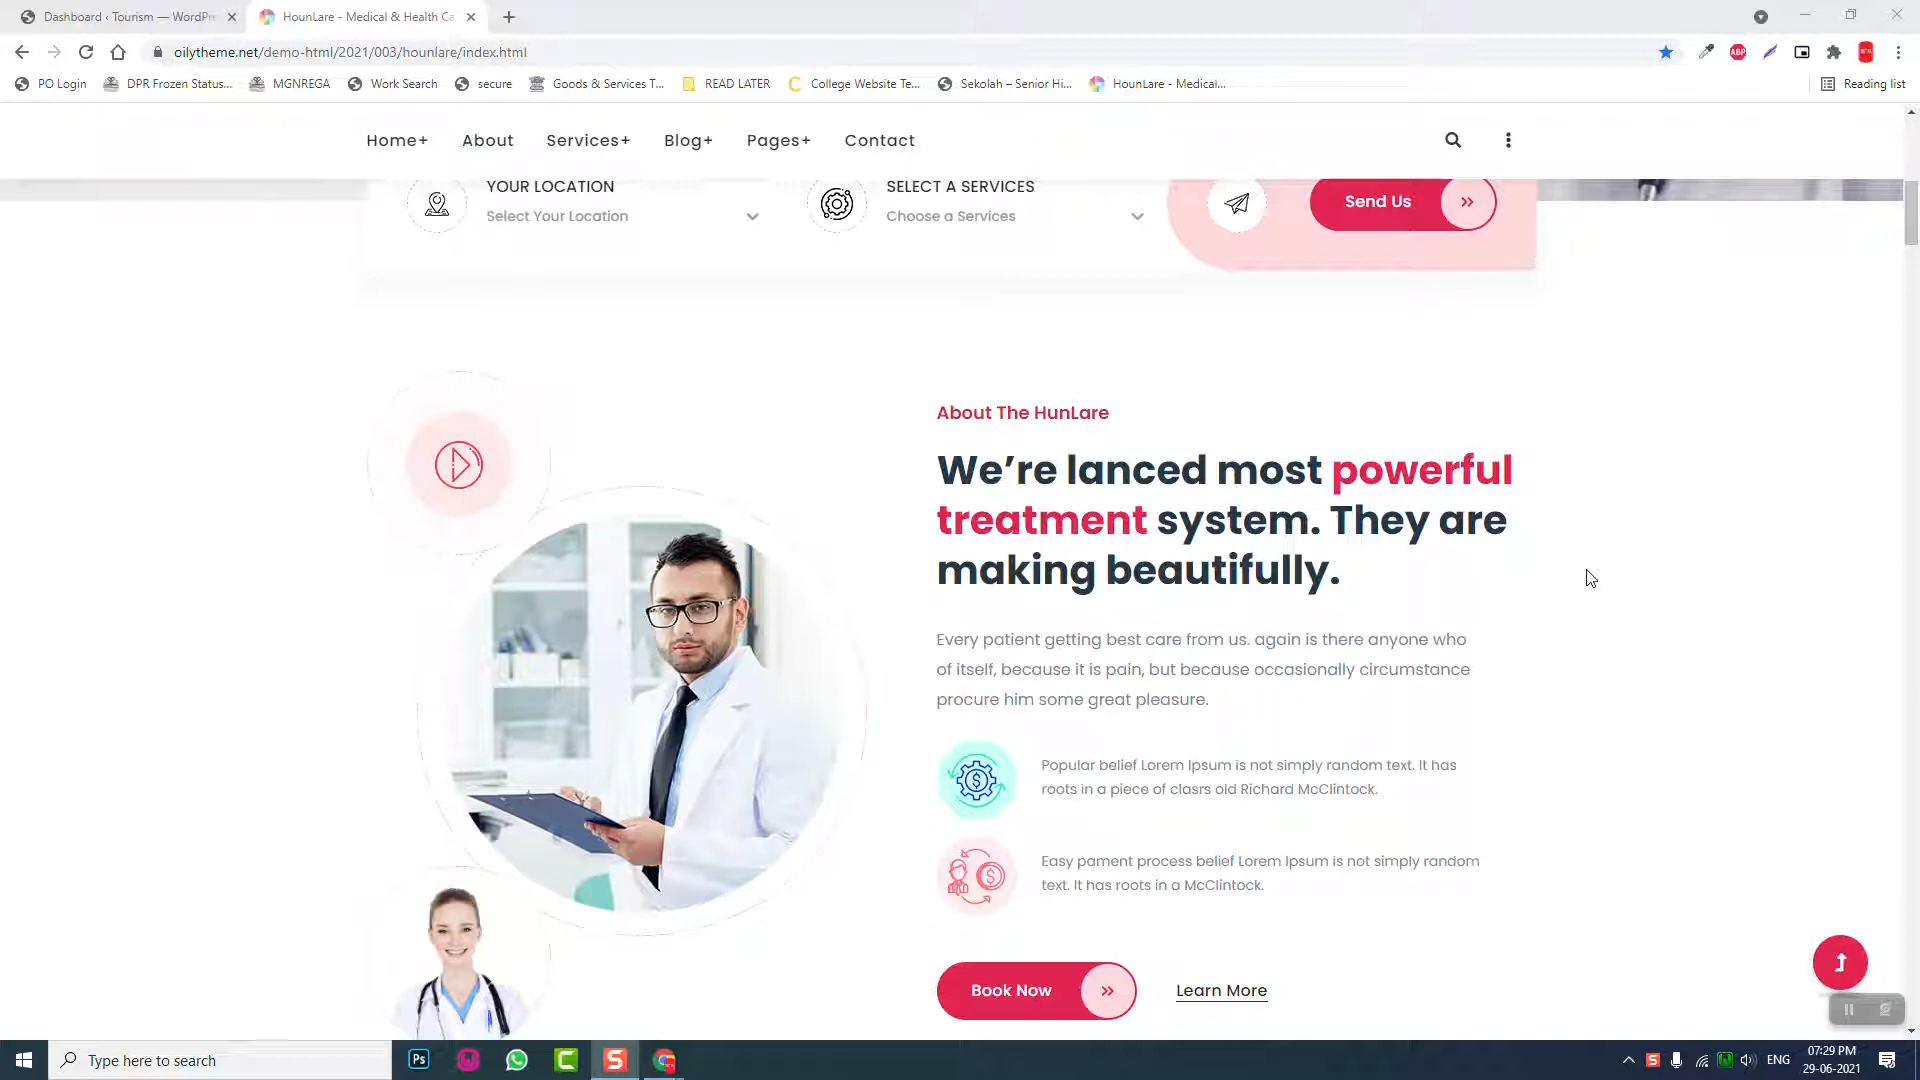 Dashboard ‹ Tourism — WordPre
HounLare - Medical & Health Ca
oilytheme.net/demo-html/2021/003/hounlare/index.html
PO Login
DPR Frozen Status...
MGNREGA
Work Search
secure
Goods & Services T...
READ LATER
College Website Te...
Sekolah – Senior Hi...
HounLare - Medical...
Reading list
ABP
Home+
About
Services+
Blog+
Pages+
Contact
YOUR LOCATION
Select Your Location
SELECT A SERVICES
Choose a Services
Send Us
About The HunLare
We’re lanced most powerful
treatment system. They are
making beautifully.
Every patient getting best care from us. again is there anyone who
of itself, because it is pain, but because occasionally circumstance
procure him some great pleasure.
Popular belief Lorem Ipsum is not simply random text. It has
roots in a piece of clasrs old Richard McClintock.
Easy pament process belief Lorem Ipsum is not simply random
text. It has roots in a McClintock.
Book Now
Learn More
Type here to search
Ps
ENG
07:29 PM
29-06-2021